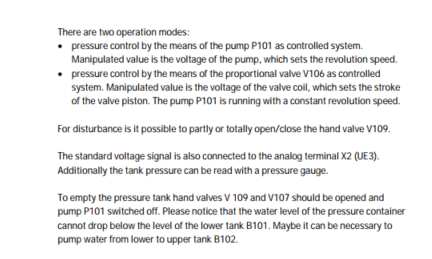 There are two operation modes:
• pressure control by the means of the pump P101 as controlled system.
Manipulated value is the voltage of the pump, which sets the revolution speed.
• pressure control by the means of the proportional valve V106 as controlled
system. Manipulated value is the voltage of the valve coil, which sets the stroke
of the valve piston. The pump P101 is running with a constant revolution speed.
For disturbance is it possible to partly or totally open/close the hand valve V109.
The standard voltage signal is also connected to the analog terminal X2 (UE3).
Additionally the tank pressure can be read with a pressure gauge.
To empty the pressure tank hand valves V 109 and V107 should be opened and
pump P101 switched off. Please notice that the water level of the pressure container
cannot drop below the level of the lower tank B101. Maybe it can be necessary to
pump water from lower to upper tank B102.